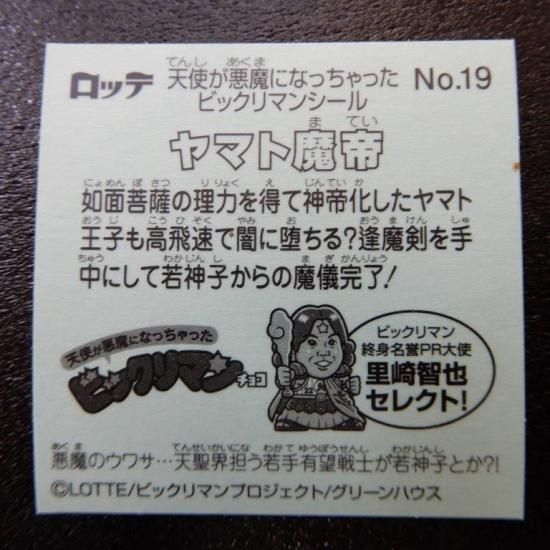 ロッテ
天使が悪魔になっちゃった
てんし あくま
ビックリマンシール
No.19
ヤマト魔帝
ま てい
如面菩薩の理力を得て神帝化したヤマト
にょめん ぼ さつ り りょく え じんてい か
王子も高飛速で闇に堕ちる?逢魔剣を手
おう じ こう ひ そく やみ お おう ま けん しゅ
中にして若神子からの魔儀完了!
ちゅう わかじん し ま ぎ かんりょう
天使が悪魔になっちゃった
ビックリマン
チョコ
ビックリマン
終身名誉PR大使
里崎智也
セレクト!
悪魔のウワサ…天聖界担う若手有望戦士が若神子とか?!
あくま てんせいかいにな わかて ゆうぼうせんし わかじんし
©LOTTE/ビックリマンプロジェクト/グリーンハウス